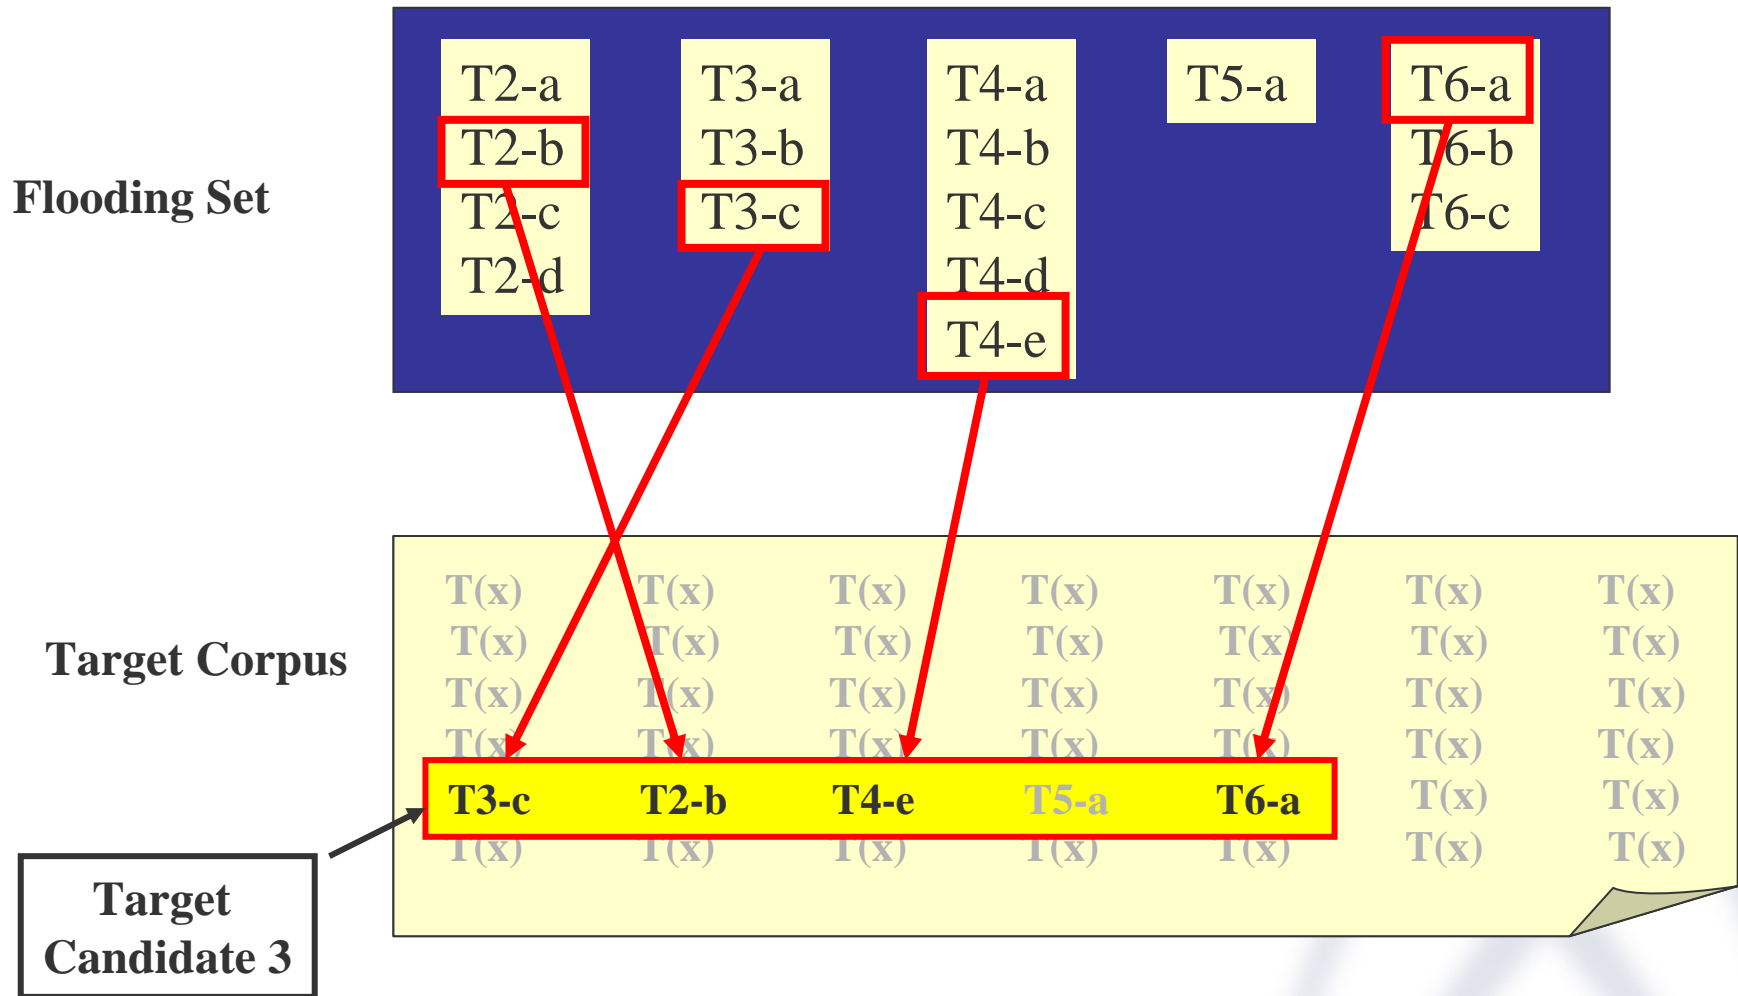 T2-a T3-a T4-a T5-a T6-a
T2-b T3-b T4-b T6-b
Flooding Set
T2-c T3-c T4-c T6-c
T2-d T4-d
T4-e
T(x) T(x) T(x) T(x) T(x) T(x) T(x)
T(x) T(x) T(x) T(x) T(x) T(x) T(x)
Target Corpus
T(x) T(x) T(x) T(x) T(x) T(x) T(x)
T(x) T(x) T(x) T(x) T(x) T(x) T(x)
T3-c T2-b T4-e T5-a T6-a T(x) T(x)
T(x) T(x) T(x) T(x) T(x) T(x) T(x)
Target
Candidate 3